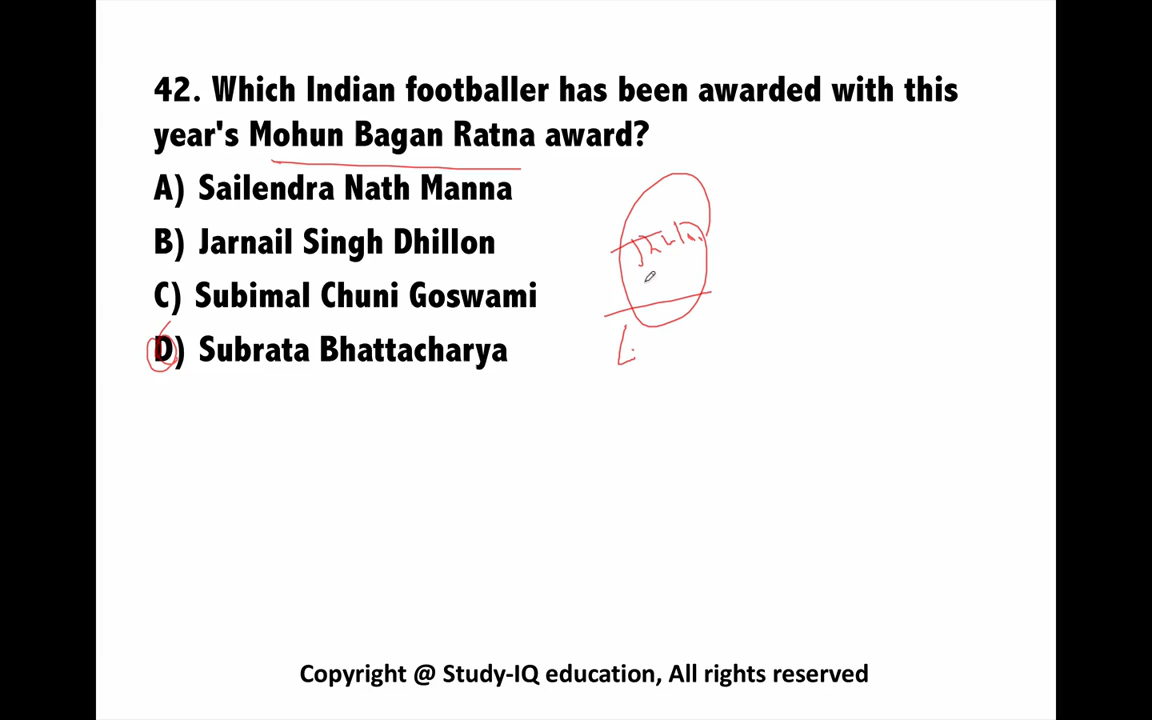 42. Which Indian footballer has been awarded with this
year's Mohun Bagan Ratna award?
A) Sailendra Nath Manna
B) Jarnail Singh Dhillon
C) Subimal Chuni Goswami
D) Subrata Bhattacharya
Copyright @ Study-IQ education, All rights reserved